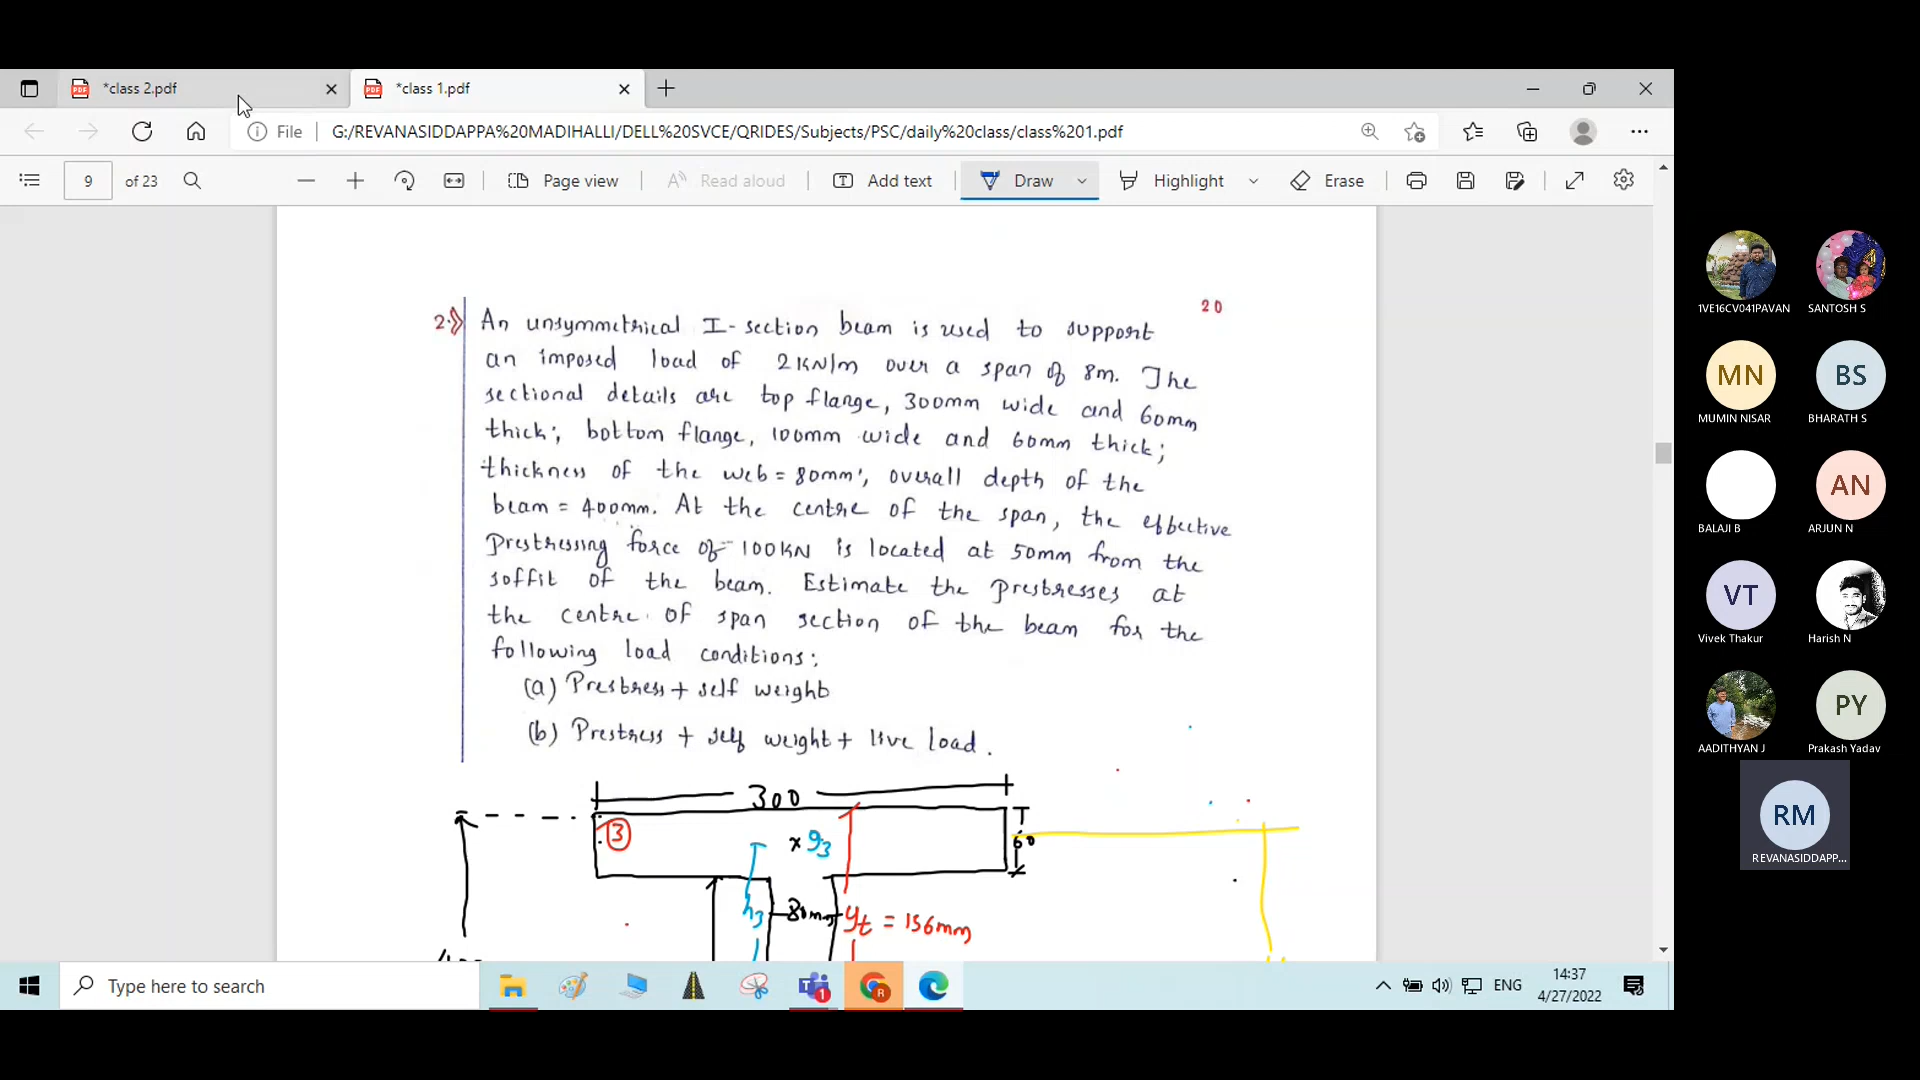 *class 2.pdf
*class 1.pdf
File
G:/REVANASIDDAPPA%20MADIHALLI/DELL%20SVCE/QRIDES/Subjects/PSC/daily%20class/class%201.pdf
9 of 23
Page view
Read aloud
Add text
Draw
Highlight
Erase
20
2.
An unsymmetrical I-section beam is used to support
an imposed load of 2KN/m over a span of 8m. The
sectional details are top flange, 300mm wide and 60mm
thick; bottom flange, 100mm wide and 60mm thick;
thickness of the web = 80mm; overall depth of the
beam = 400mm. At the centre of the span, the effective
Prestressing force of 100KN is located at 50mm from the
soffit of the beam. Estimate the Prestresses at
the centre of span section of the beam for the
following load conditions:
(a) Prestress + self weight
(b) Prestress + self weight + live load.
300
3
x g3
60
h3
80mm
yt = 156mm
1VE16CV041PAVAN
SANTOSH S
MN
MUMIN NISAR
BS
BHARATH S
BALAJI B
AN
ARJUN N
VT
Vivek Thakur
Harish N
AADITHYAN J
PY
Prakash Yadav
RM
REVANASIDDAPP...
Type here to search
1
R
ENG
14:37
4/27/2022